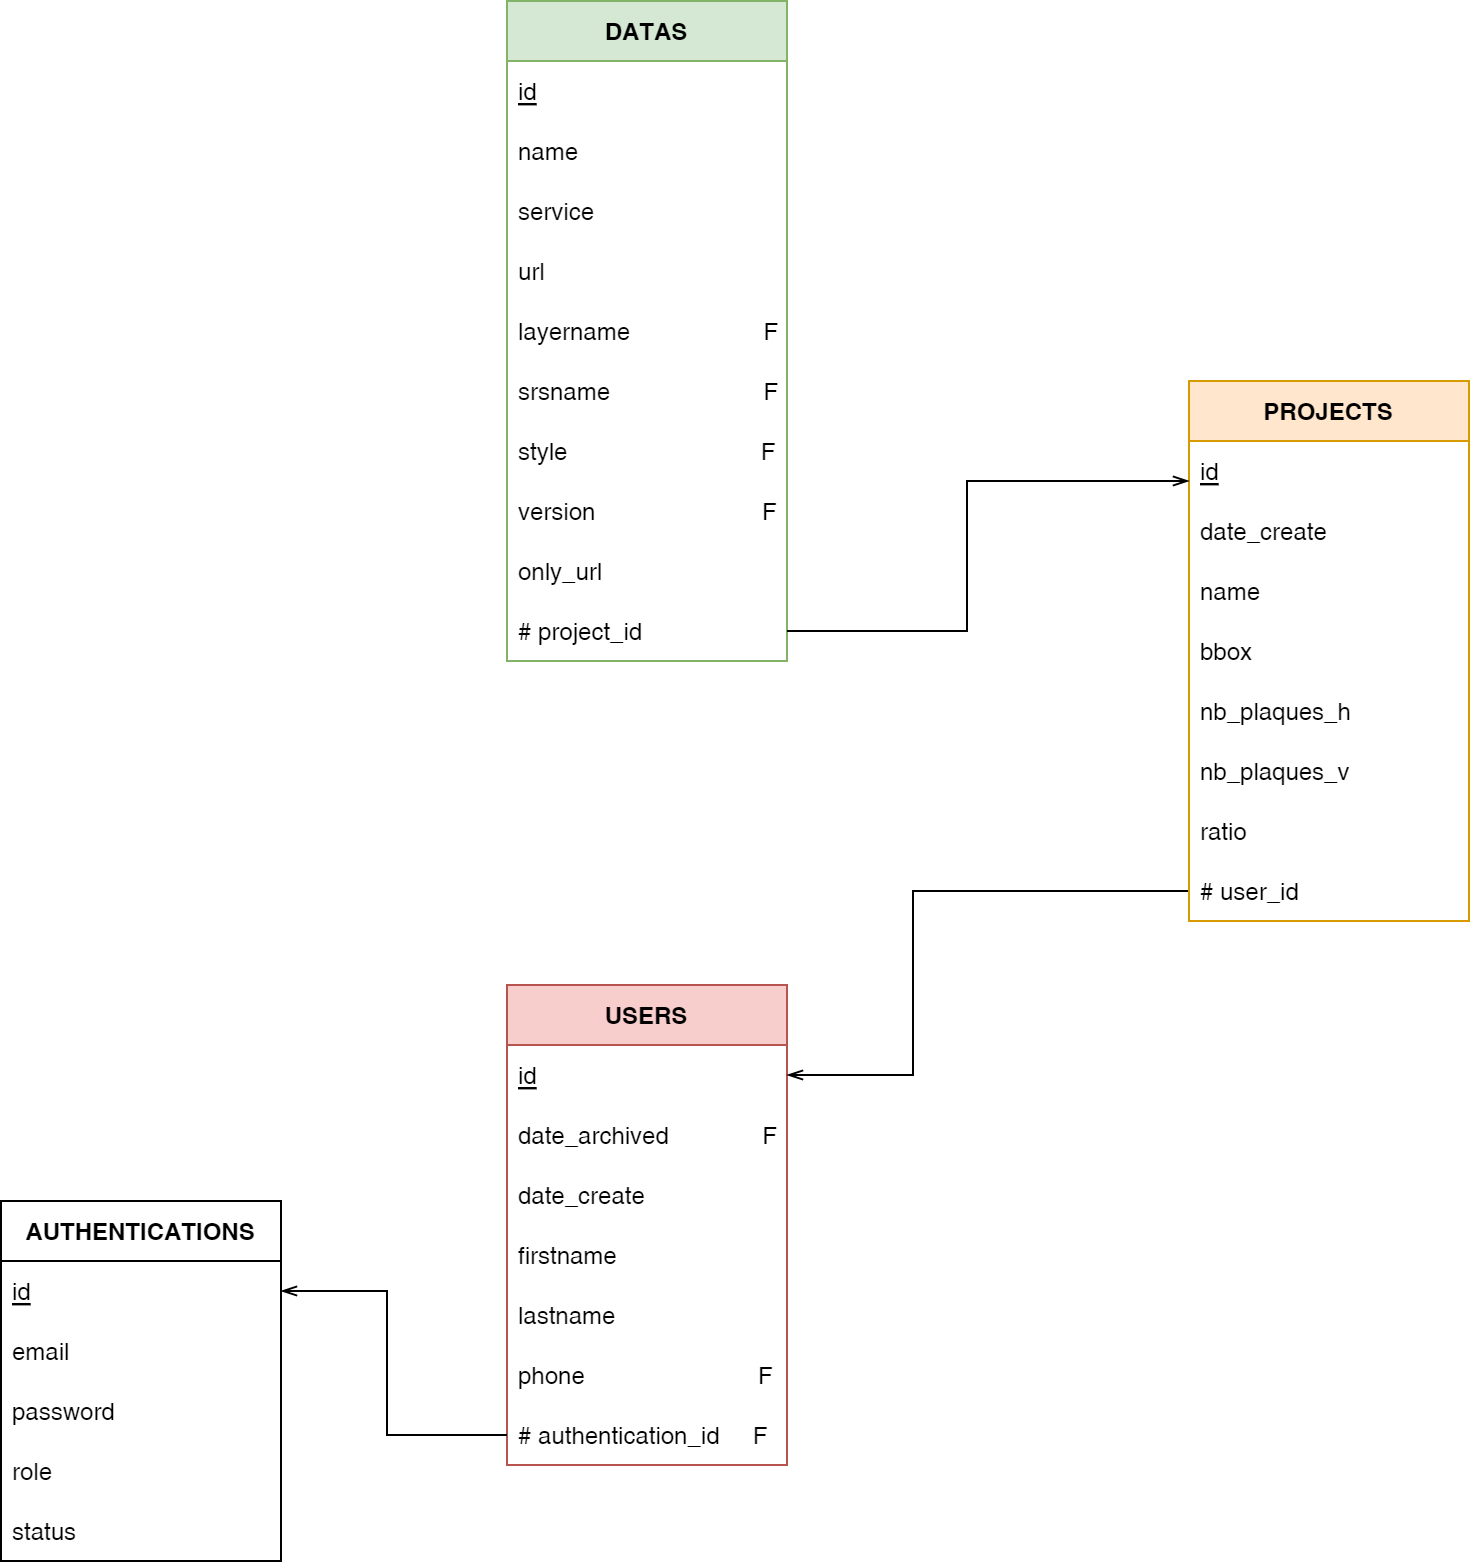 DATAS
id
name
service
url
layername F
srsname F
style F
version F
only_url
# project_id
PROJECTS
id
date_create
name
bbox
nb_plaques_h
nb_plaques_v
ratio
# user_id
USERS
id
date_archived F
date_create
firstname
lastname
phone F
# authentication_id F
AUTHENTICATIONS
id
email
password
role
status